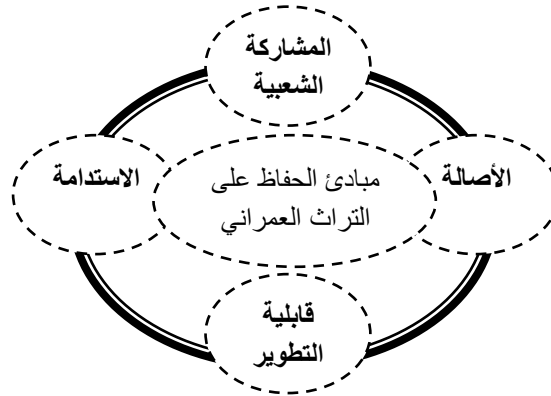 المشاركة
الشعبية
الأصالة
مبادئ الحفاظ على
التراث العمراني
الاستدامة
قابلية
التطوير